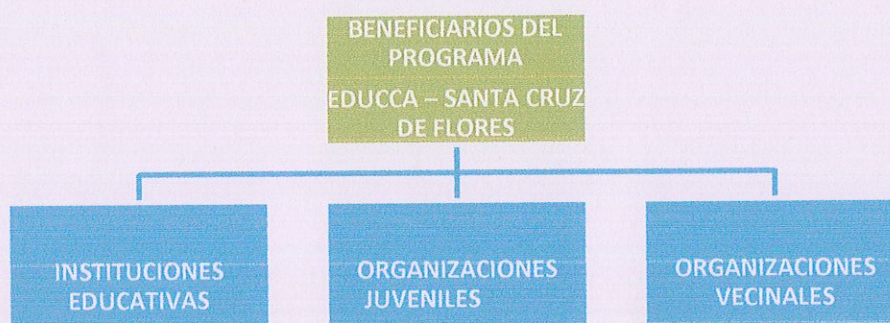 BENEFICIARIOS DEL
PROGRAMA
EDUCCA – SANTA CRUZ
DE FLORES
INSTITUCIONES
EDUCATIVAS
ORGANIZACIONES
JUVENILES
ORGANIZACIONES
VECINALES